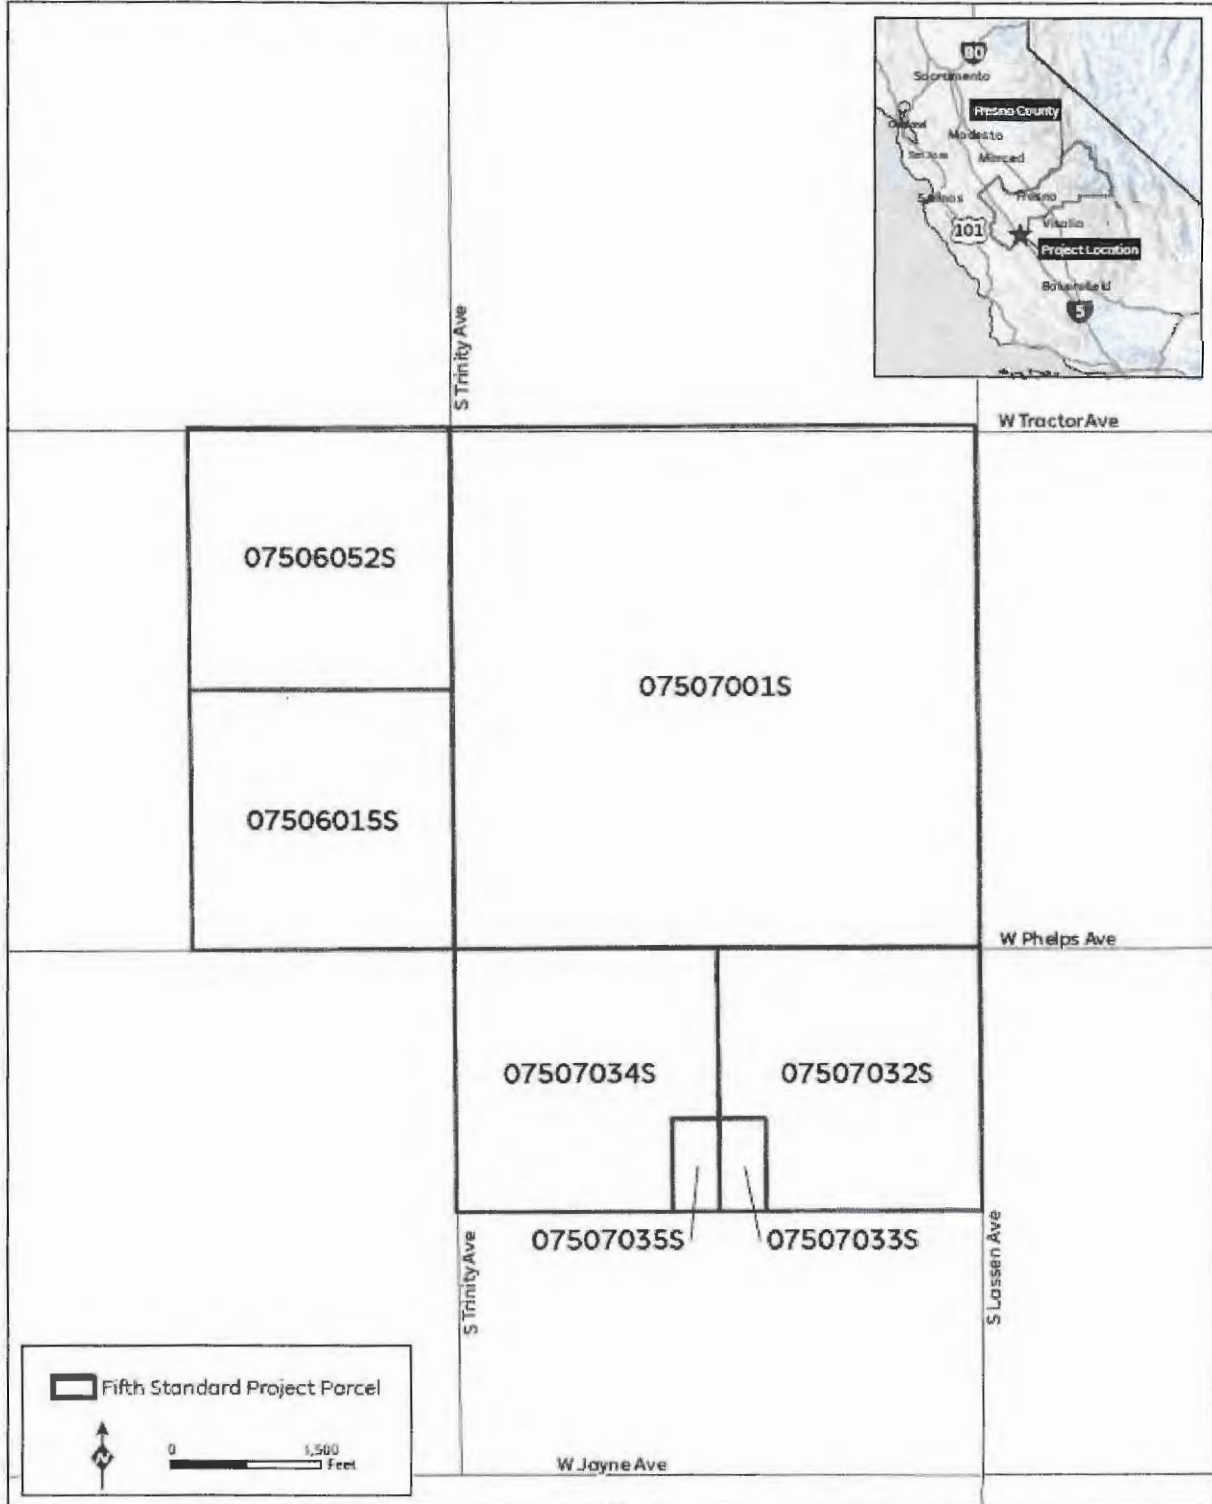 80
Sacramento
Fresno County
Oakland
Modesto
San Jose
Merced
Salinas
Fresno
101
Visalia
Project Location
Bakersfield
5
S Trinity Ave
W Tractor Ave
07506052S
07507001S
07506015S
W Phelps Ave
07507034S
07507032S
07507035S
07507033S
S Trinity Ave
S Lassen Ave
Fifth Standard Project Parcel
N
0
1,500
Feet
W Jayne Ave